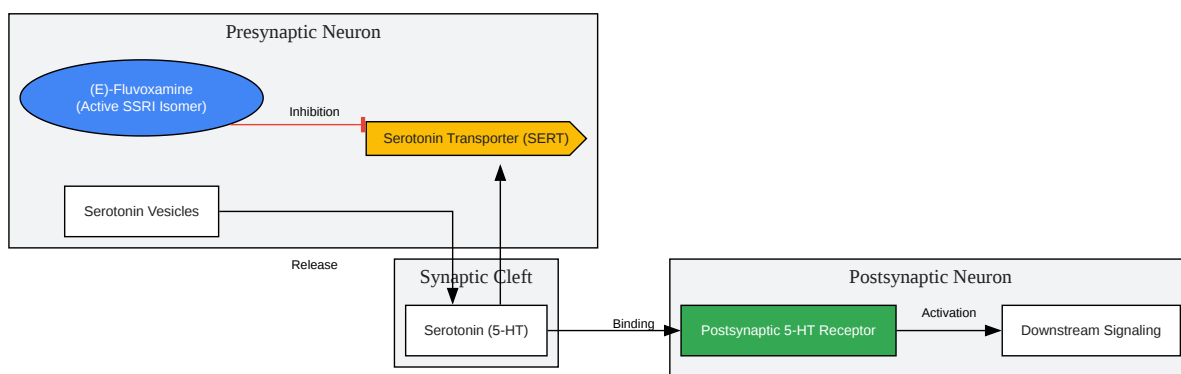 Presynaptic Neuron
(E)-Fluvoxamine
(Active SSRI Isomer)
Inhibition
Serotonin Transporter (SERT)
Serotonin Vesicles
Release
Synaptic Cleft
Serotonin (5-HT)
Binding
Postsynaptic Neuron
Postsynaptic 5-HT Receptor
Activation
Downstream Signaling